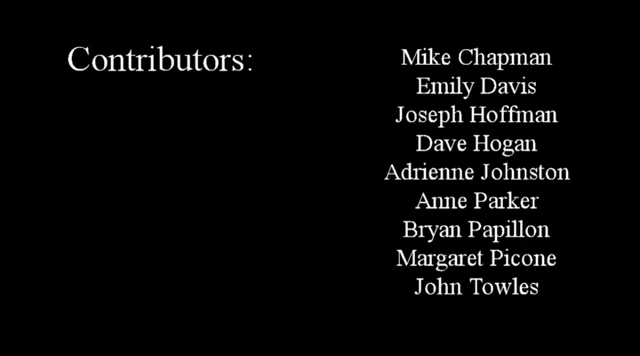 Contributors:
Mike Chapman
Emily Davis
Joseph Hoffman
Dave Hogan
Adrienne Johnston
Anne Parker
Bryan Papillon
Margaret Picone
John Towles